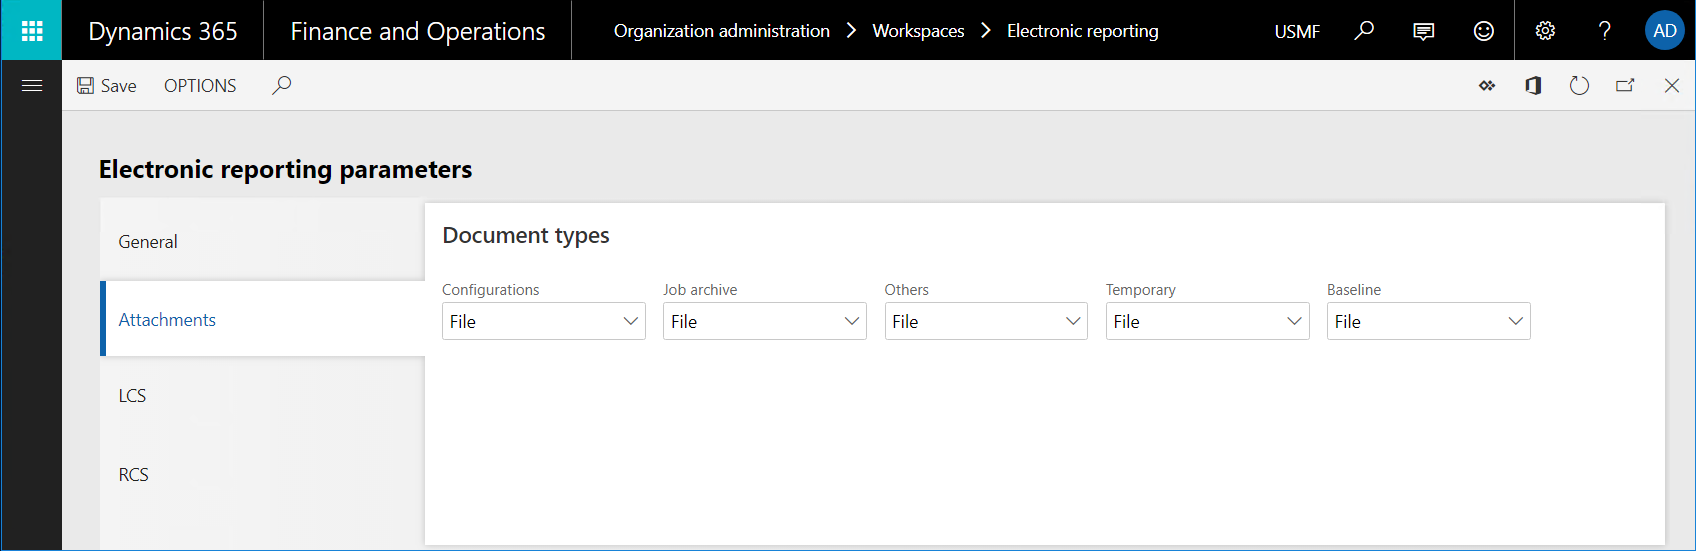 Dynamics 365 Finance and Operations Organization administration > Workspaces > Electronic reporting USMF ? AD
Save OPTIONS
Electronic reporting parameters
General
Attachments
LCS
RCS
Document types
Configurations Job archive Others Temporary Baseline
File File File File File